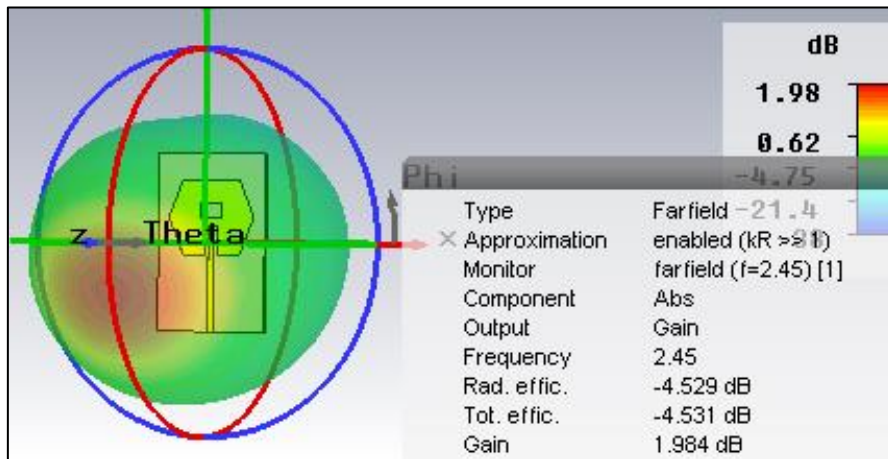 dB
1.98
0.62
-4.75
-21.4
Phi
z Theta
x
Type Farfield
Approximation enabled (kR >> 1)
Monitor farfield (f=2.45) [1]
Component Abs
Output Gain
Frequency 2.45
Rad. effic. -4.529 dB
Tot. effic. -4.531 dB
Gain 1.984 dB